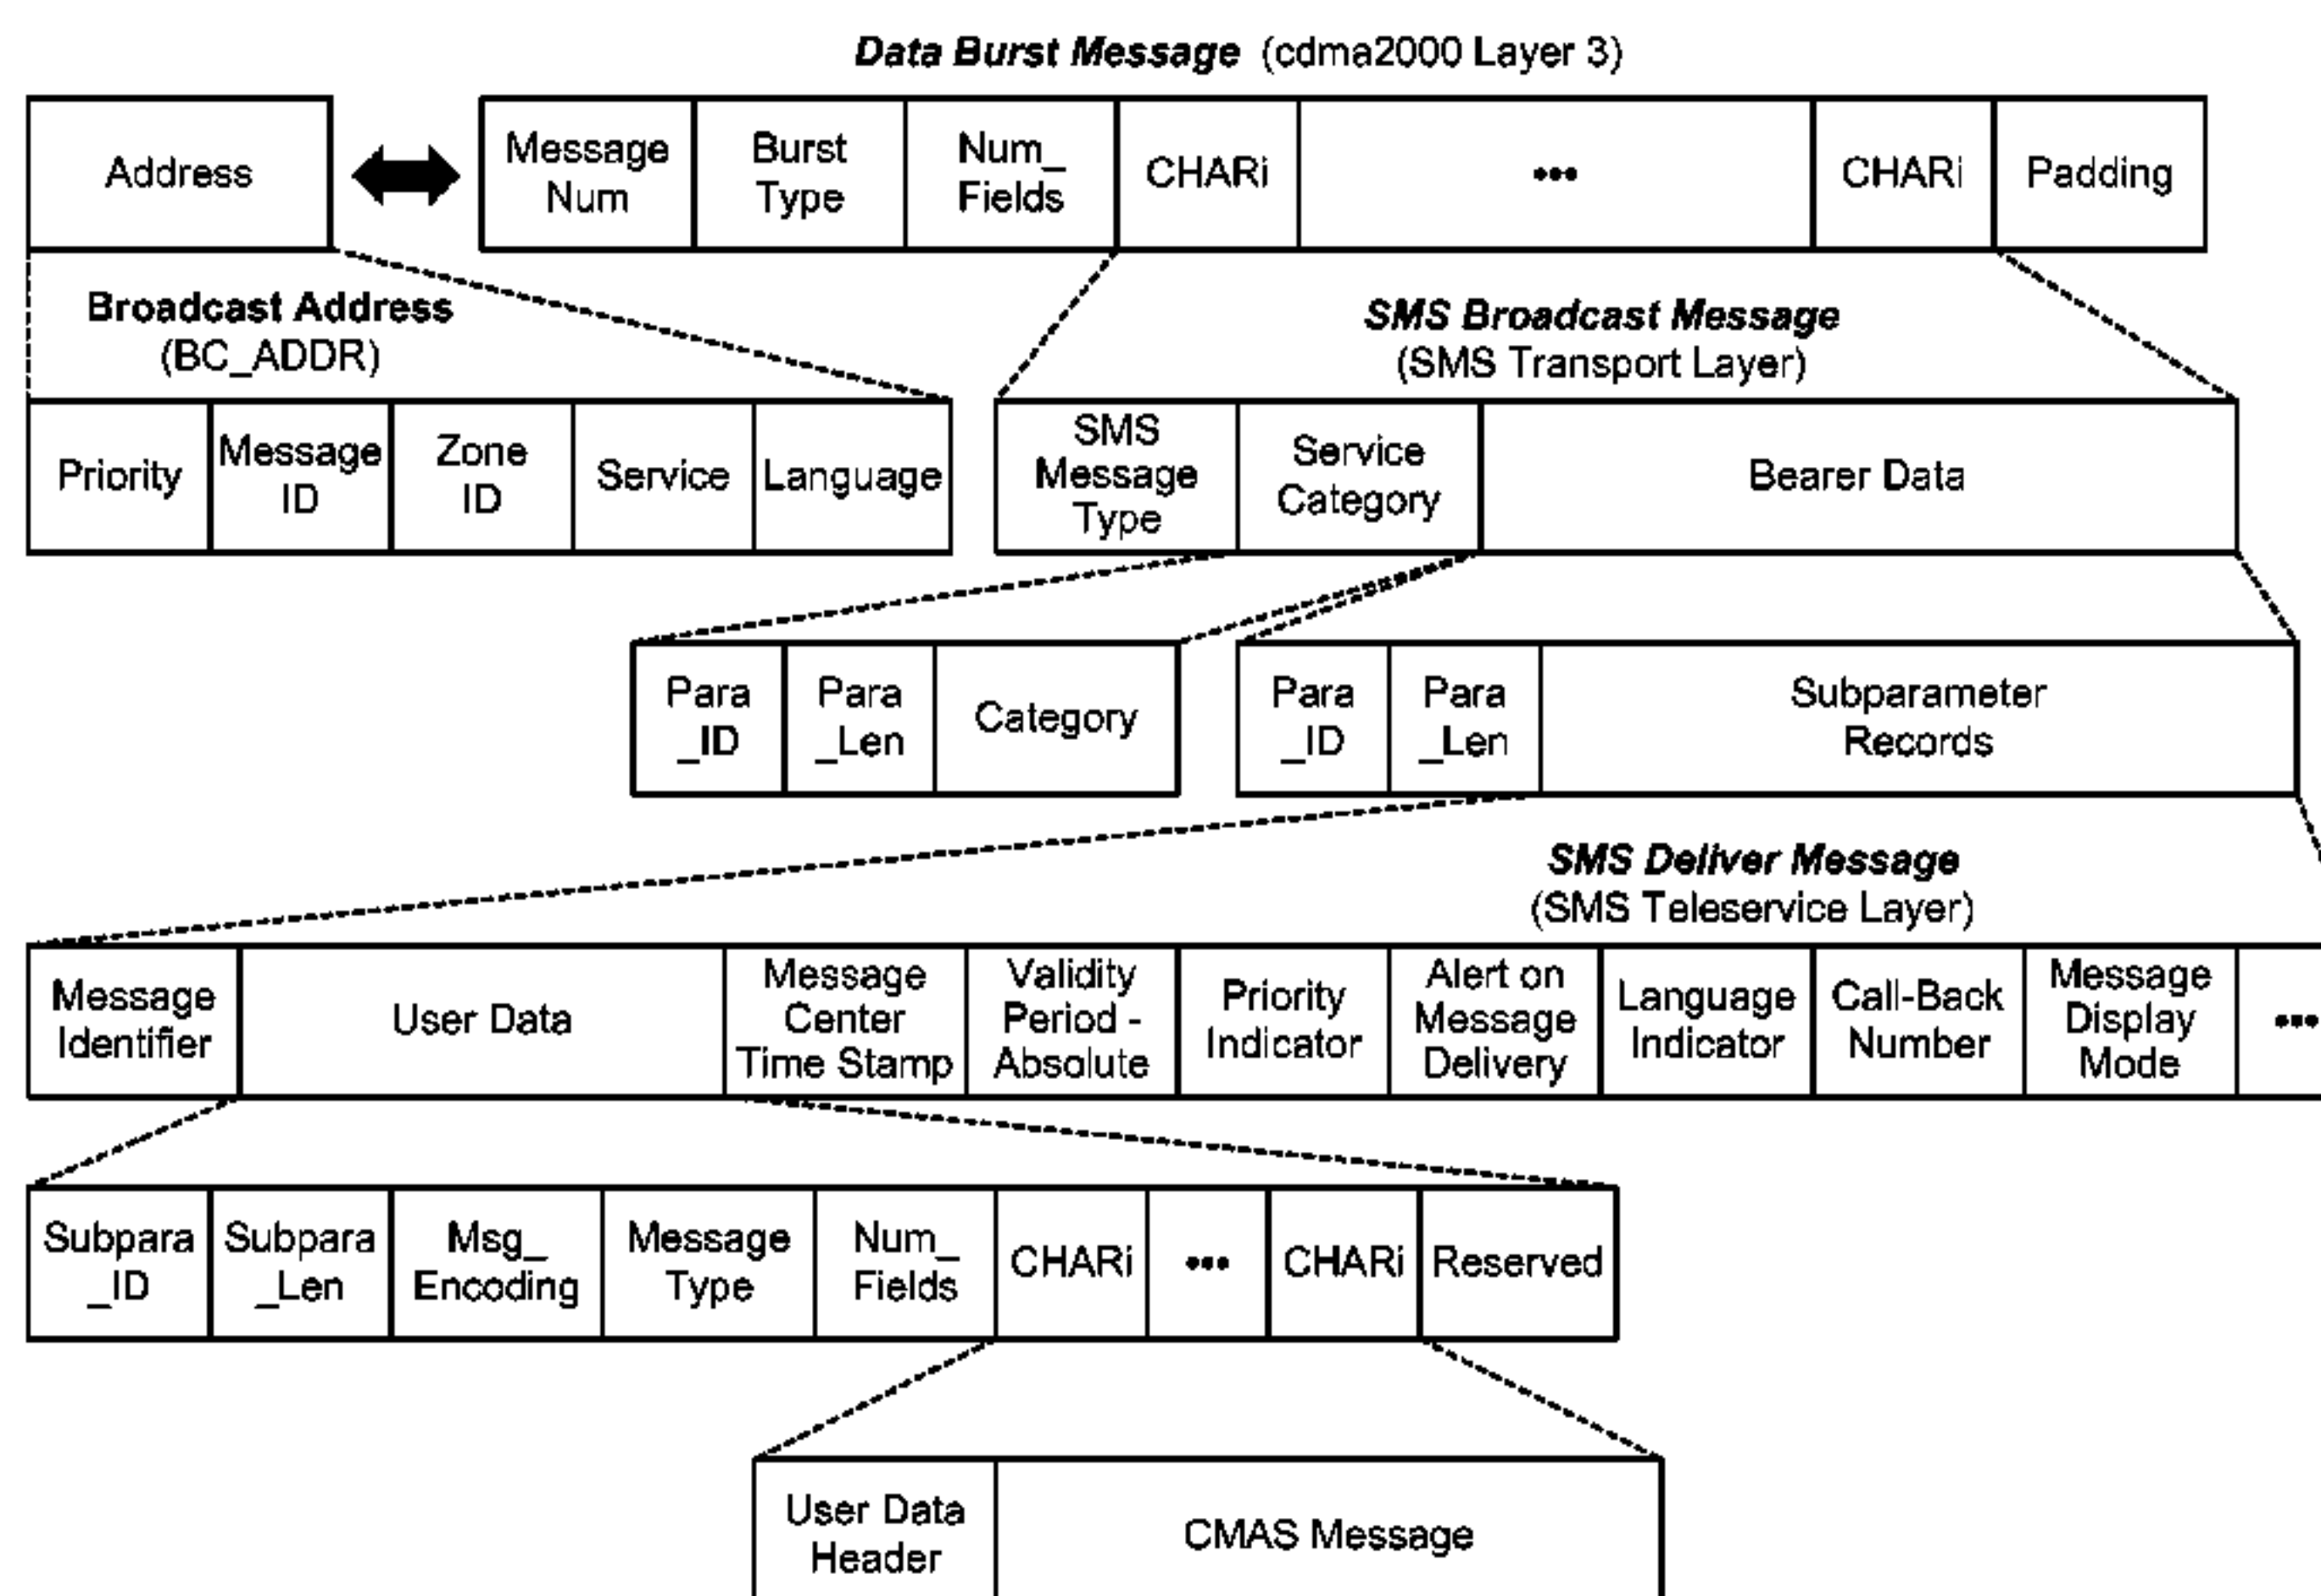 Data Burst Message (cdma2000 Layer 3)
Address
Message
Num
Burst
Type
Num_
Fields
CHARi
•••
CHARi
Padding
Broadcast Address
(BC_ADDR)
SMS Broadcast Message
(SMS Transport Layer)
Priority
Message
ID
Zone
ID
Service
Language
SMS
Message
Type
Service
Category
Bearer Data
Para
_ID
Para
_Len
Category
Para
_ID
Para
_Len
Subparameter
Records
SMS Deliver Message
(SMS Teleservice Layer)
Message
Identifier
User Data
Message
Center
Time Stamp
Validity
Period -
Absolute
Priority
Indicator
Alert on
Message
Delivery
Language
Indicator
Call-Back
Number
Message
Display
Mode
•••
Subpara
_ID
Subpara
_Len
Msg_
Encoding
Message
Type
Num_
Fields
CHARi
•••
CHARi
Reserved
User Data
Header
CMAS Message